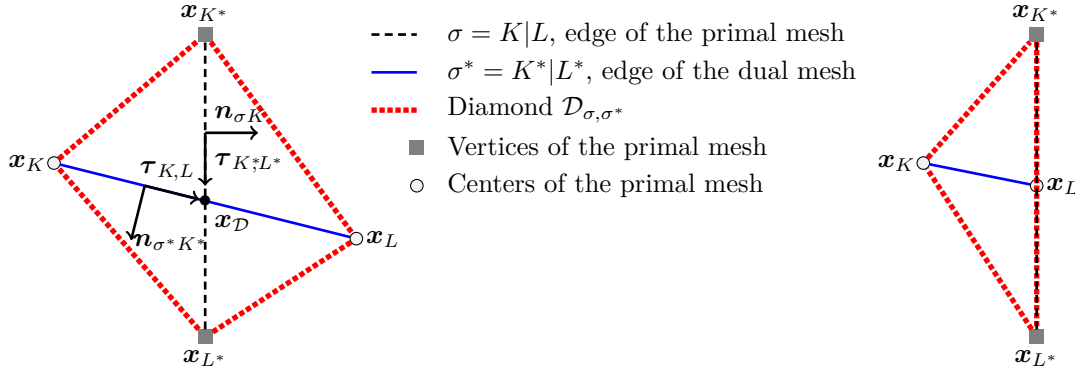 x_{K*}
σ = K|L, edge of the primal mesh
σ* = K*|L*, edge of the dual mesh
Diamond 𝒟_{σ,σ*}
Vertices of the primal mesh
Centers of the primal mesh
n_{σK}
τ_{K*,L*}
x_K
τ_{K,L}
x_𝒟
n_{σ*K*}
x_L
x_{L*}
x_{K*}
x_K
x_L
x_{L*}